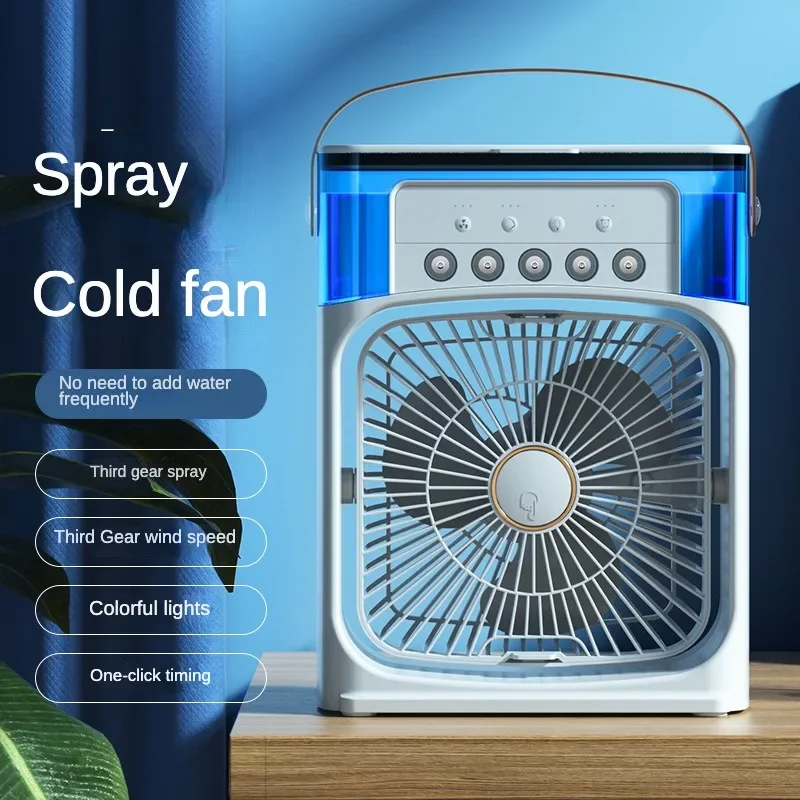 Spray
Cold fan
No need to add water
frequently
Third gear spray
Third Gear wind speed
Colorful lights
One-click timing